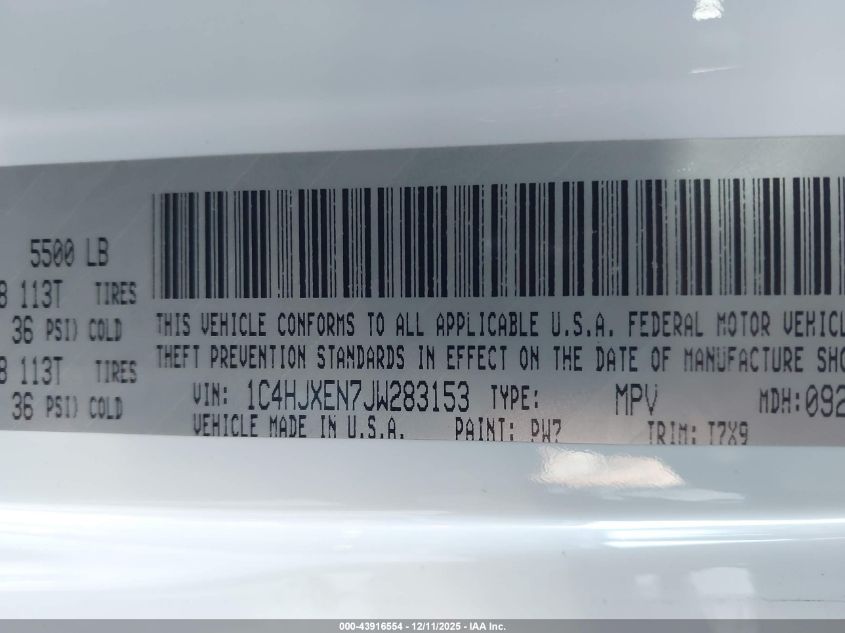 5500 LB
8 113T TIRES
36 PSI) COLD
8 113T TIRES
36 PSI) COLD
THIS VEHICLE CONFORMS TO ALL APPLICABLE U.S.A. FEDERAL MOTOR VEHICL
THEFT PREVENTION STANDARDS IN EFFECT ON THE DATE OF MANUFACTURE SHO
VIN: 1C4HJXEN7JW283153 TYPE: MPV MDH: 092
VEHICLE MADE IN U.S.A. PAINT: PW7 TRIM: T7X9
000-43916554 - 12/11/2025 - IAA Inc.